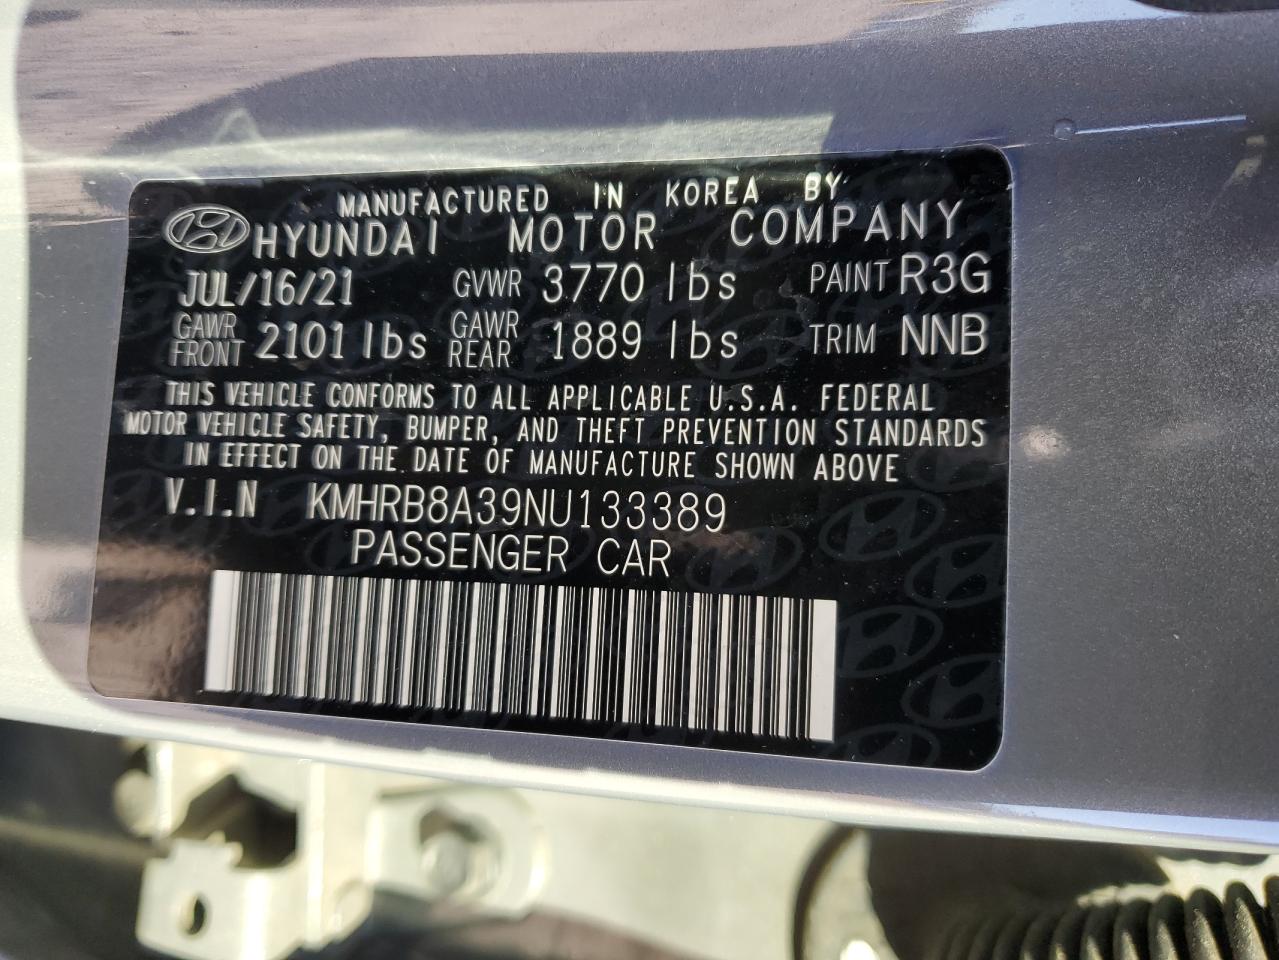 MANUFACTURED IN KOREA BY
HYUNDAI MOTOR COMPANY
JUL/16/21 GVWR 3770 lbs PAINT R3G
GAWR FRONT 2101 lbs GAWR REAR 1889 lbs TRIM NNB
THIS VEHICLE CONFORMS TO ALL APPLICABLE U.S.A. FEDERAL
MOTOR VEHICLE SAFETY, BUMPER, AND THEFT PREVENTION STANDARDS
IN EFFECT ON THE DATE OF MANUFACTURE SHOWN ABOVE
V.I.N KMHRB8A39NU133389
PASSENGER CAR